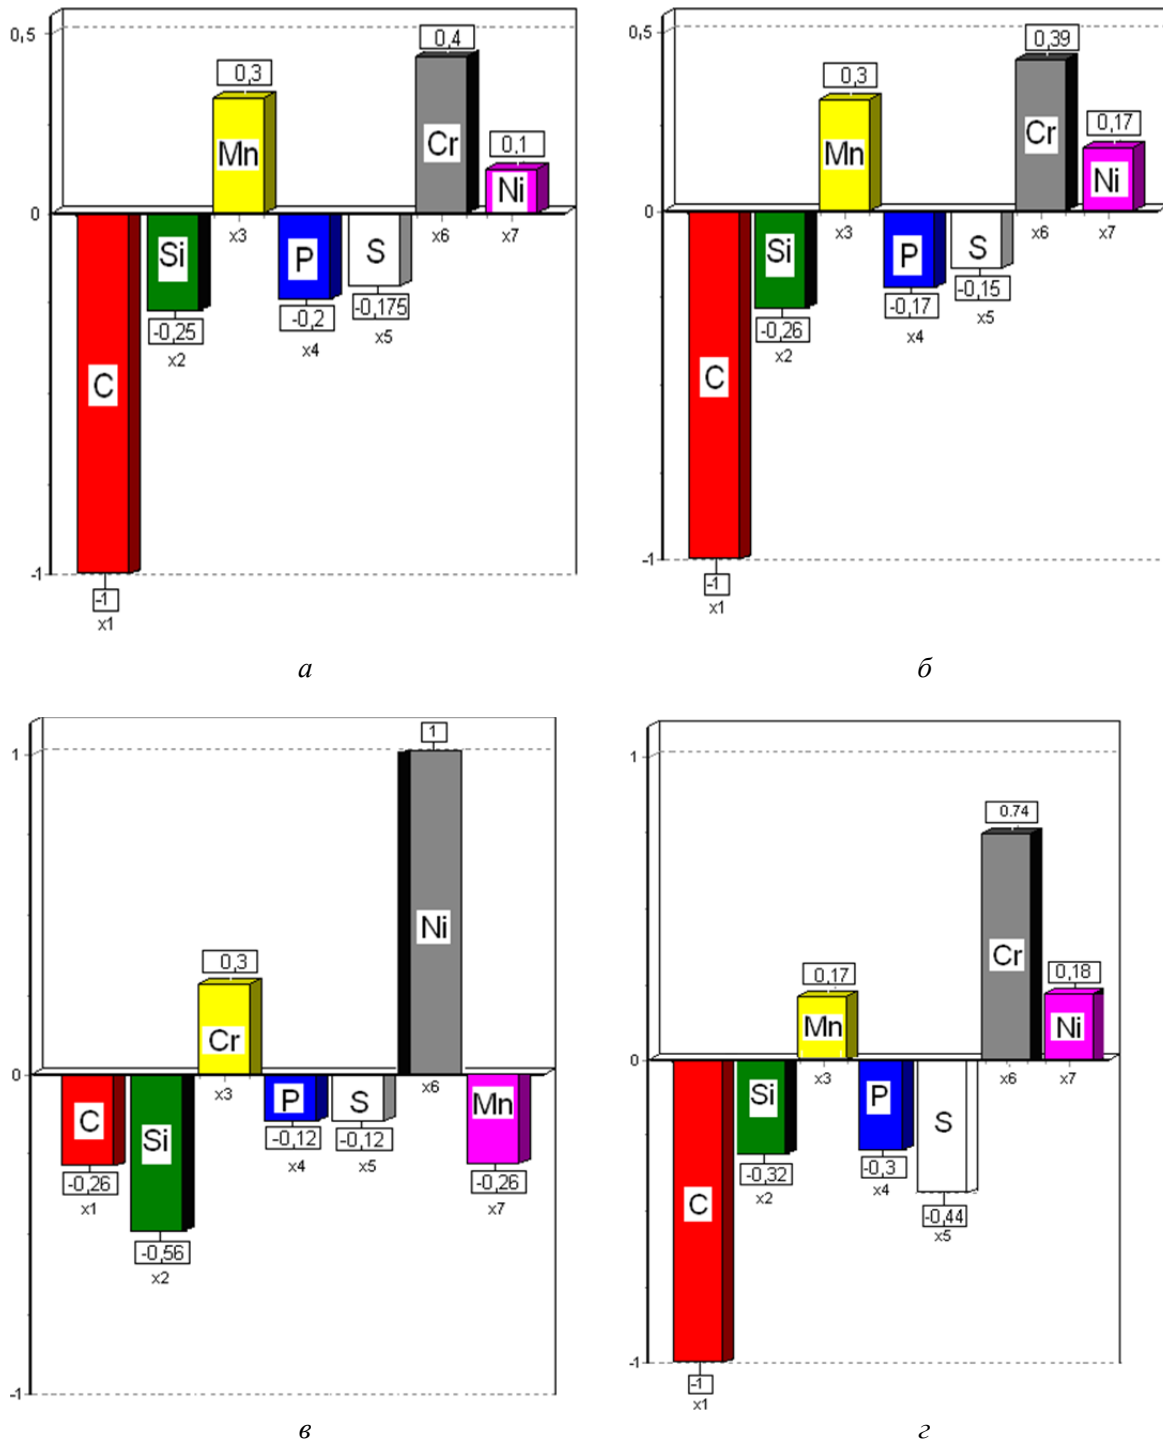 0,5
0,4
0,3
0,1
Mn
Cr
Ni
0
x3
x6
x7
Si
P
S
-0,25
-0,2
-0,175
x2
x4
x5
C
-1
-1
x1
а
0,5
0,39
0,3
0,17
Mn
Cr
Ni
0
x3
x6
x7
Si
P
S
-0,26
-0,17
-0,15
x2
x4
x5
C
-1
-1
x1
б
1
1
Ni
0,3
Cr
0
x3
x6
C
Si
P
S
Mn
-0,26
-0,56
-0,12
-0,12
-0,26
x1
x2
x4
x5
x7
-1
в
1
0.74
Cr
0,17
0,18
Mn
Ni
0
x3
x6
x7
Si
P
S
-0,32
-0,3
-0,44
x2
x4
x5
C
-1
-1
x1
г